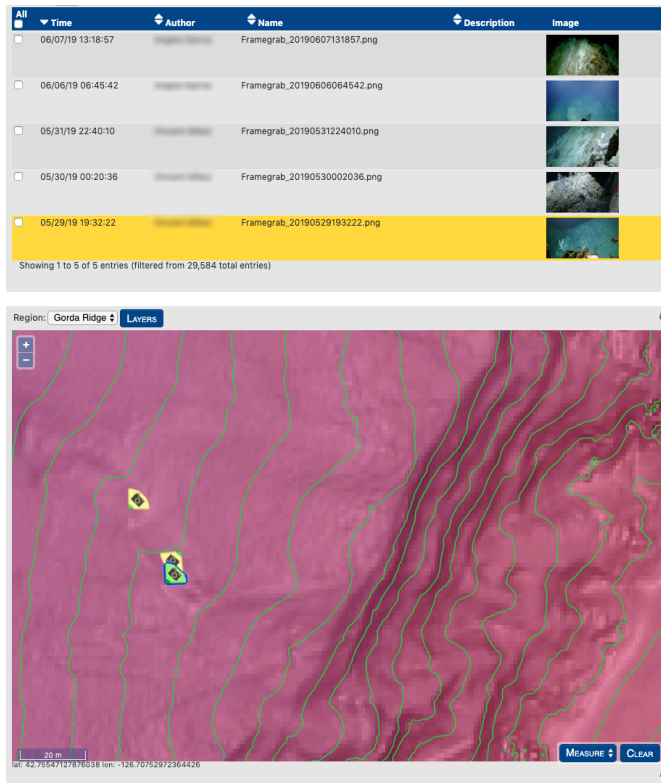 All
Time Author Name Description Image
06/07/19 13:18:57 Framegrab_20190607131857.png
06/06/19 06:45:42 Framegrab_20190606064542.png
05/31/19 22:40:10 Framegrab_20190531224010.png
05/30/19 00:20:36 Framegrab_20190530002036.png
05/29/19 19:32:22 Framegrab_20190529193222.png
Showing 1 to 5 of 5 entries (filtered from 29,584 total entries)
Region: Gorda Ridge LAYERS
+
−
20 m
MEASURE CLEAR
lat: 42.75547127876038 lon: -126.70752972364426